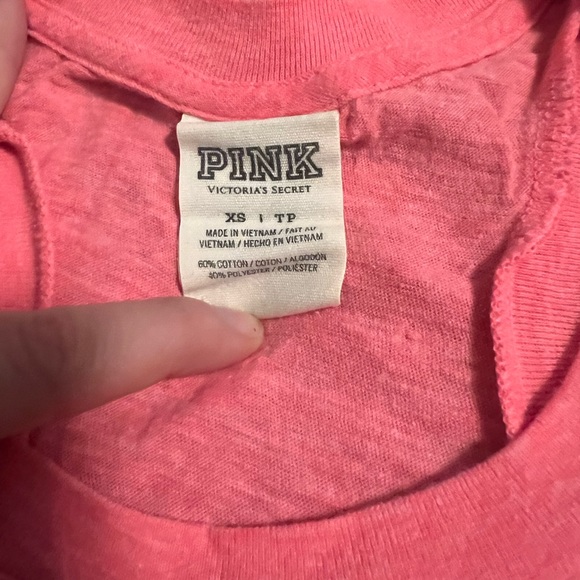 PINK
VICTORIA'S SECRET
XS | TP
MADE IN VIETNAM / FAIT AU
VIETNAM / HECHO EN VIETNAM
60% COTTON / COTON / ALGODON
40% POLYESTER / POLIÉSTER